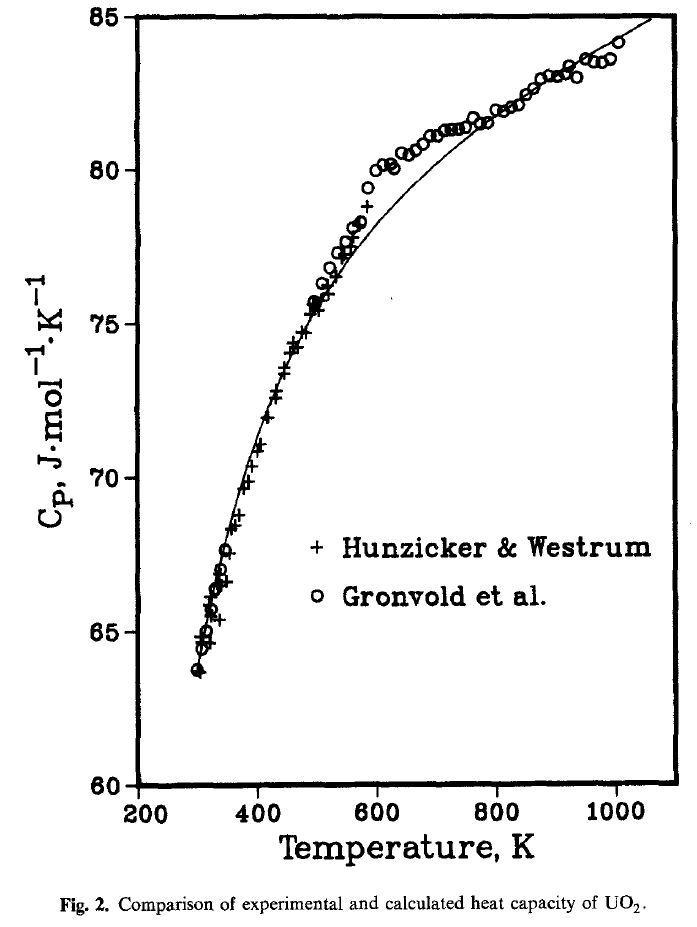 85
80
75
70
65
60
C_P, J·mol^−1·K^−1
+ Hunzicker & Westrum
o Gronvold et al.
200 400 600 800 1000
Temperature, K
Fig. 2. Comparison of experimental and calculated heat capacity of UO₂.